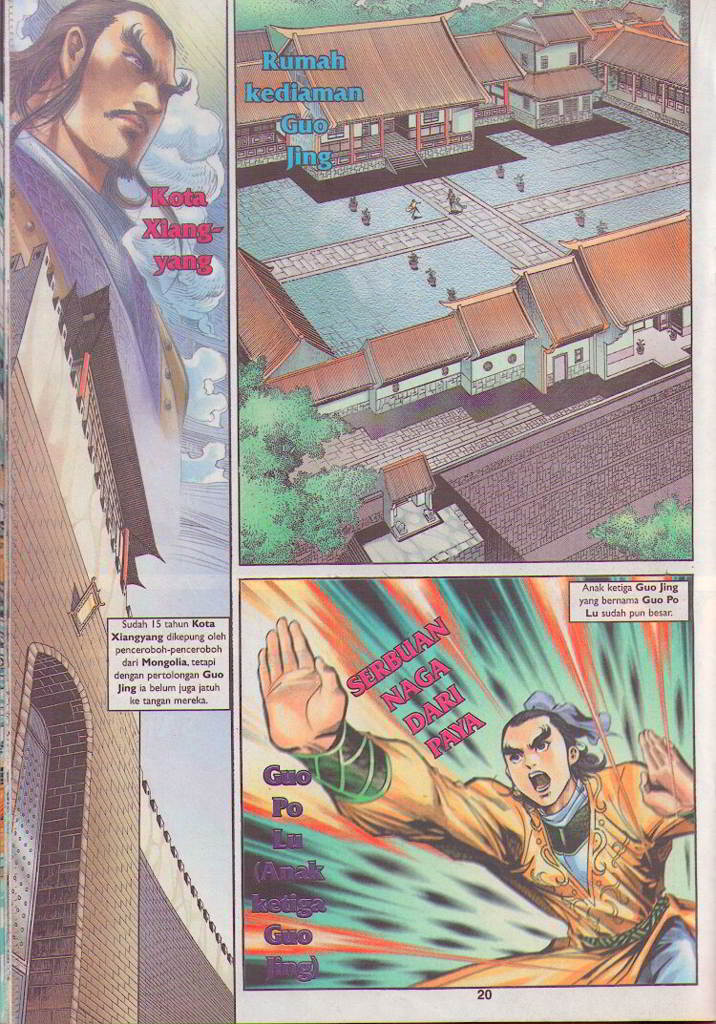 Kota
Xiang-
yang
Sudah 15 tahun Kota
Xiangyang dikepung oleh
penceroboh-penceroboh
dari Mongolia, tetapi
dengan pertolongan Guo
Jing ia belum juga jatuh
ke tangan mereka.
Rumah
kediaman
Guo
Jing
Anak ketiga Guo Jing
yang bernama Guo Po
Lu sudah pun besar.
SERBUAN
NAGA
DARI
PAYA
Guo
Po
Lu
(Anak
ketiga
Guo
Jing)
20